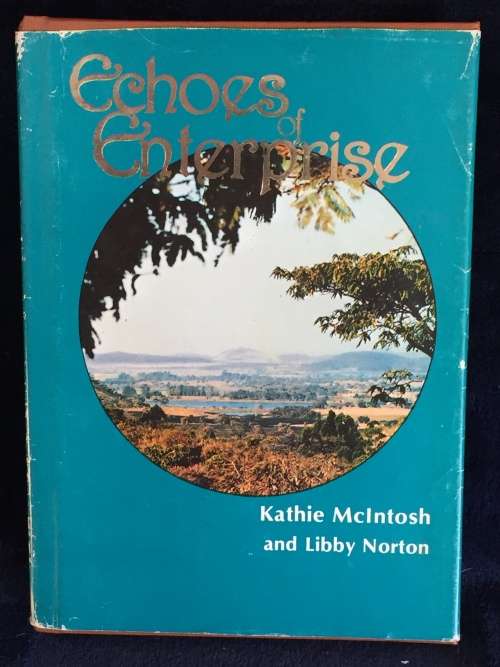 Echoes
of
Enterprise
Kathie McIntosh
and Libby Norton